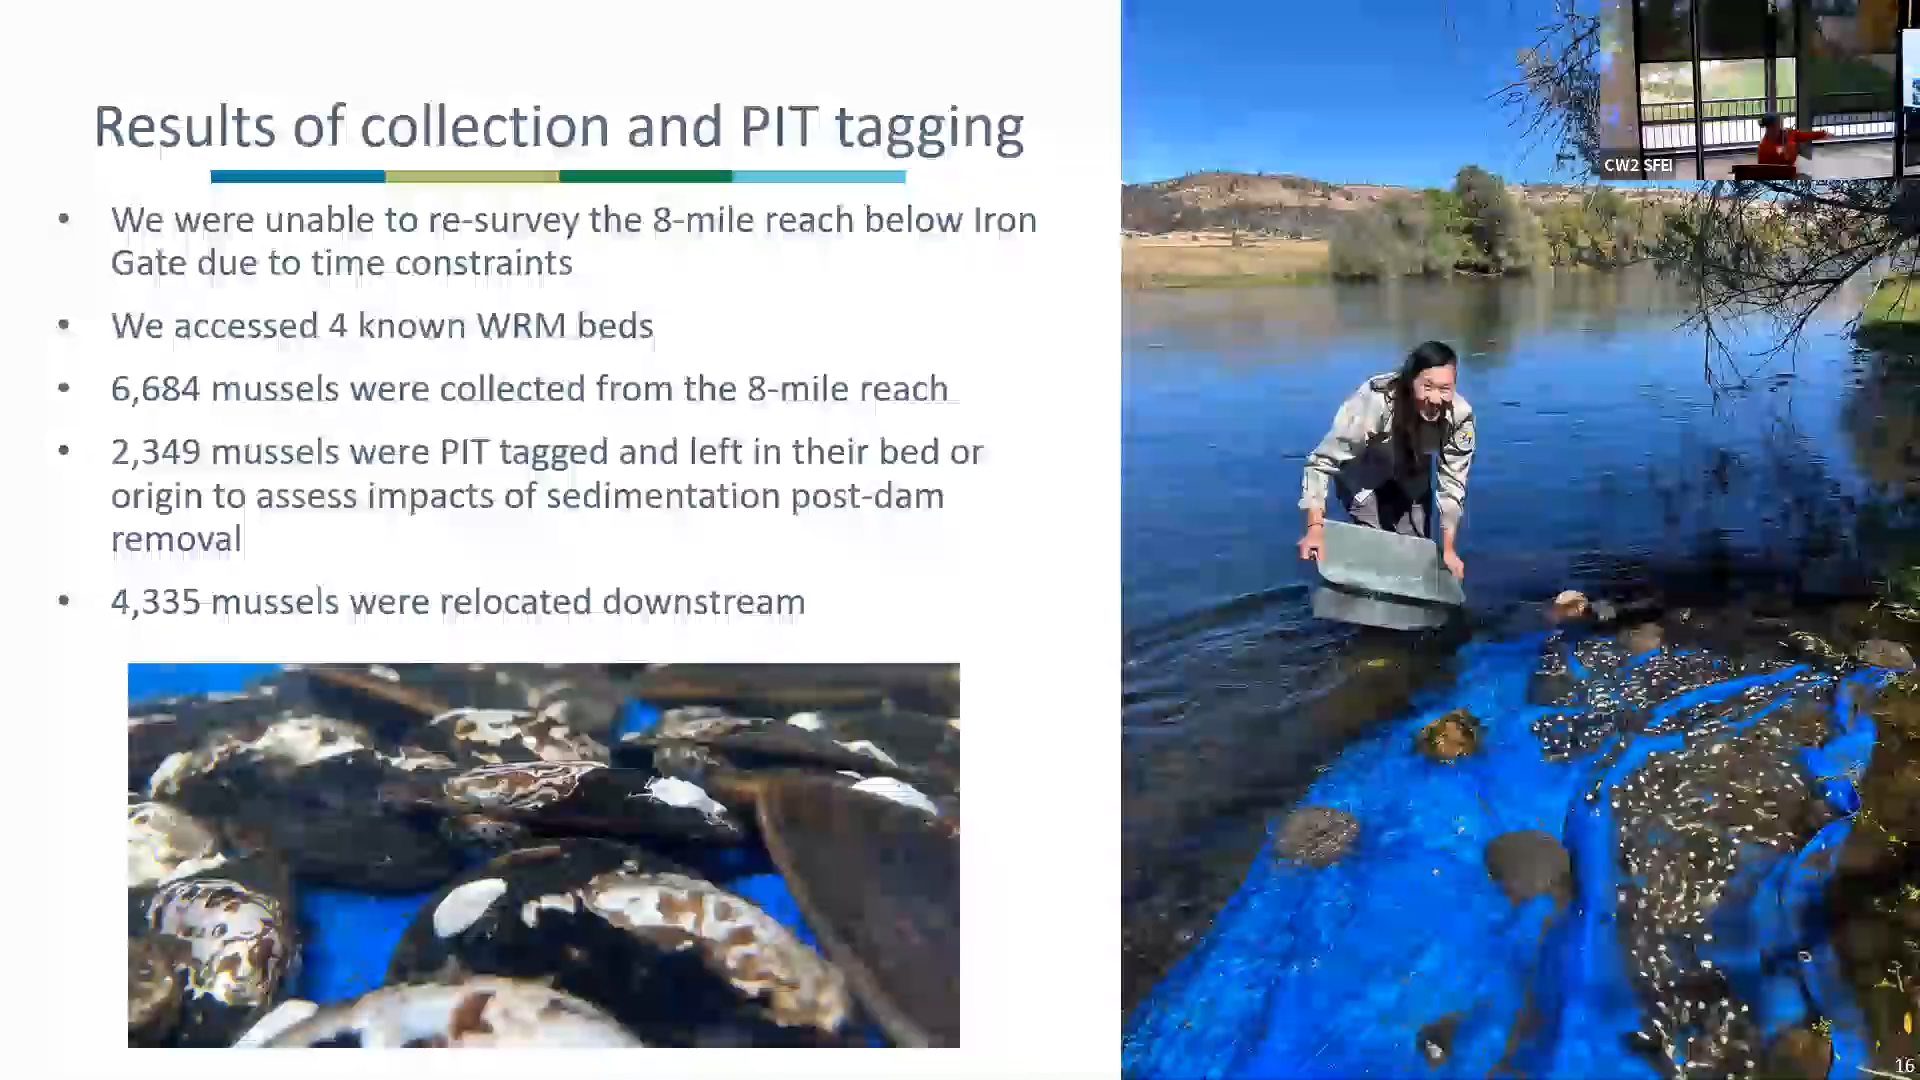 CW2 SFEI
Results of collection and PIT tagging
• We were unable to re-survey the 8-mile reach below Iron
Gate due to time constraints
• We accessed 4 known WRM beds
• 6,684 mussels were collected from the 8-mile reach
• 2,349 mussels were PIT tagged and left in their bed or
origin to assess impacts of sedimentation post-dam
removal
• 4,335 mussels were relocated downstream
16